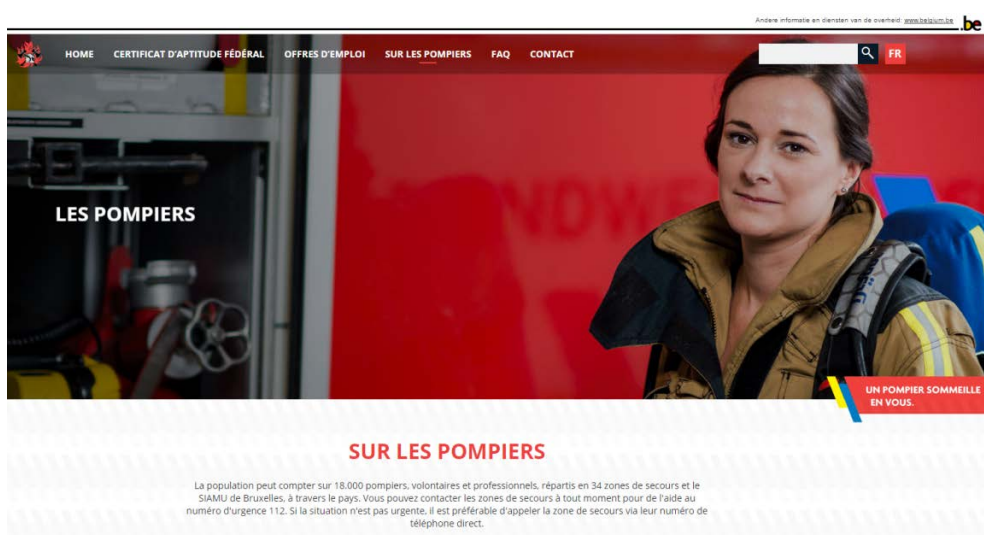 Andere informatie en diensten van de overheid: www.belgium.be
.be
HOME CERTIFICAT D'APTITUDE FÉDÉRAL OFFRES D'EMPLOI SUR LES POMPIERS FAQ CONTACT
FR
LES POMPIERS
UN POMPIER SOMMEILLE
EN VOUS.
SUR LES POMPIERS
La population peut compter sur 18.000 pompiers, volontaires et professionnels, répartis en 34 zones de secours et le
SIAMU de Bruxelles, à travers le pays. Vous pouvez contacter les zones de secours à tout moment pour de l'aide au
numéro d'urgence 112. Si la situation n'est pas urgente, il est préférable d'appeler la zone de secours via leur numéro de
téléphone direct.